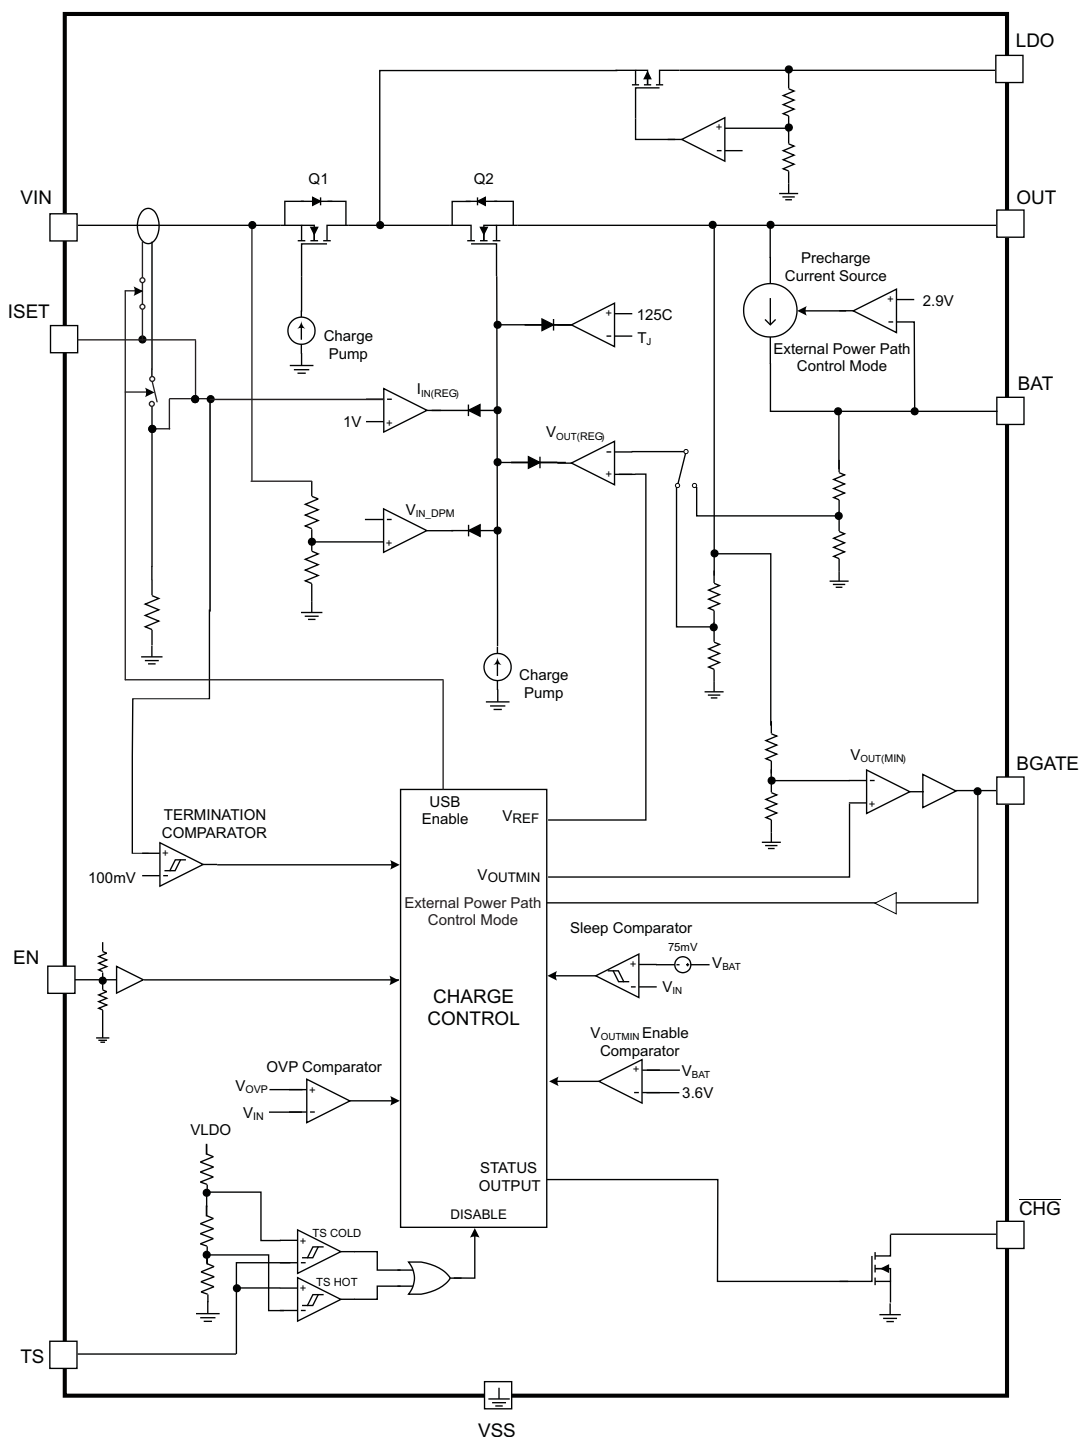 LDO
Q1
Q2
VIN
OUT
Precharge
Current Source
ISET
125C
TJ
2.9V
Charge
Pump
External Power Path
Control Mode
BAT
IIN(REG)
1V
VOUT(REG)
VIN_DPM
Charge
Pump
VOUT(MIN)
BGATE
USB
Enable
VREF
TERMINATION
COMPARATOR
100mV
VOUTMIN
External Power Path
Control Mode
Sleep Comparator
75mV
VBAT
VIN
EN
CHARGE
CONTROL
VOUTMIN Enable
Comparator
VBAT
3.6V
OVP Comparator
VOVP
VIN
VLDO
STATUS
OUTPUT
DISABLE
CHG
TS COLD
TS HOT
TS
VSS